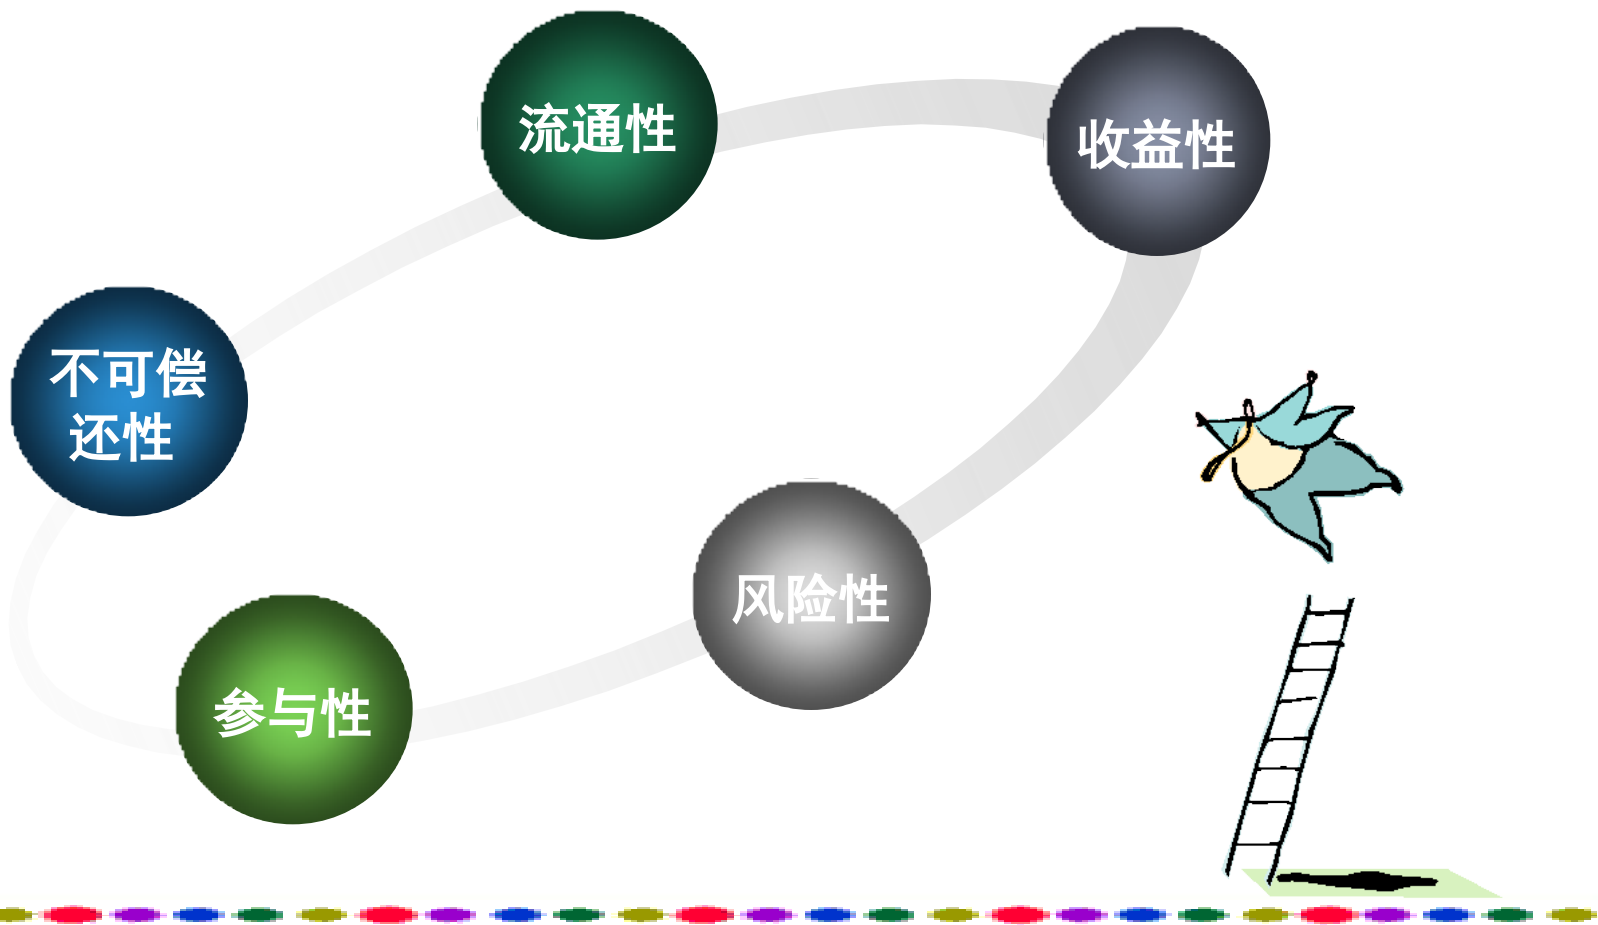 流通性
收益性
不可偿
还性
风险性
参与性